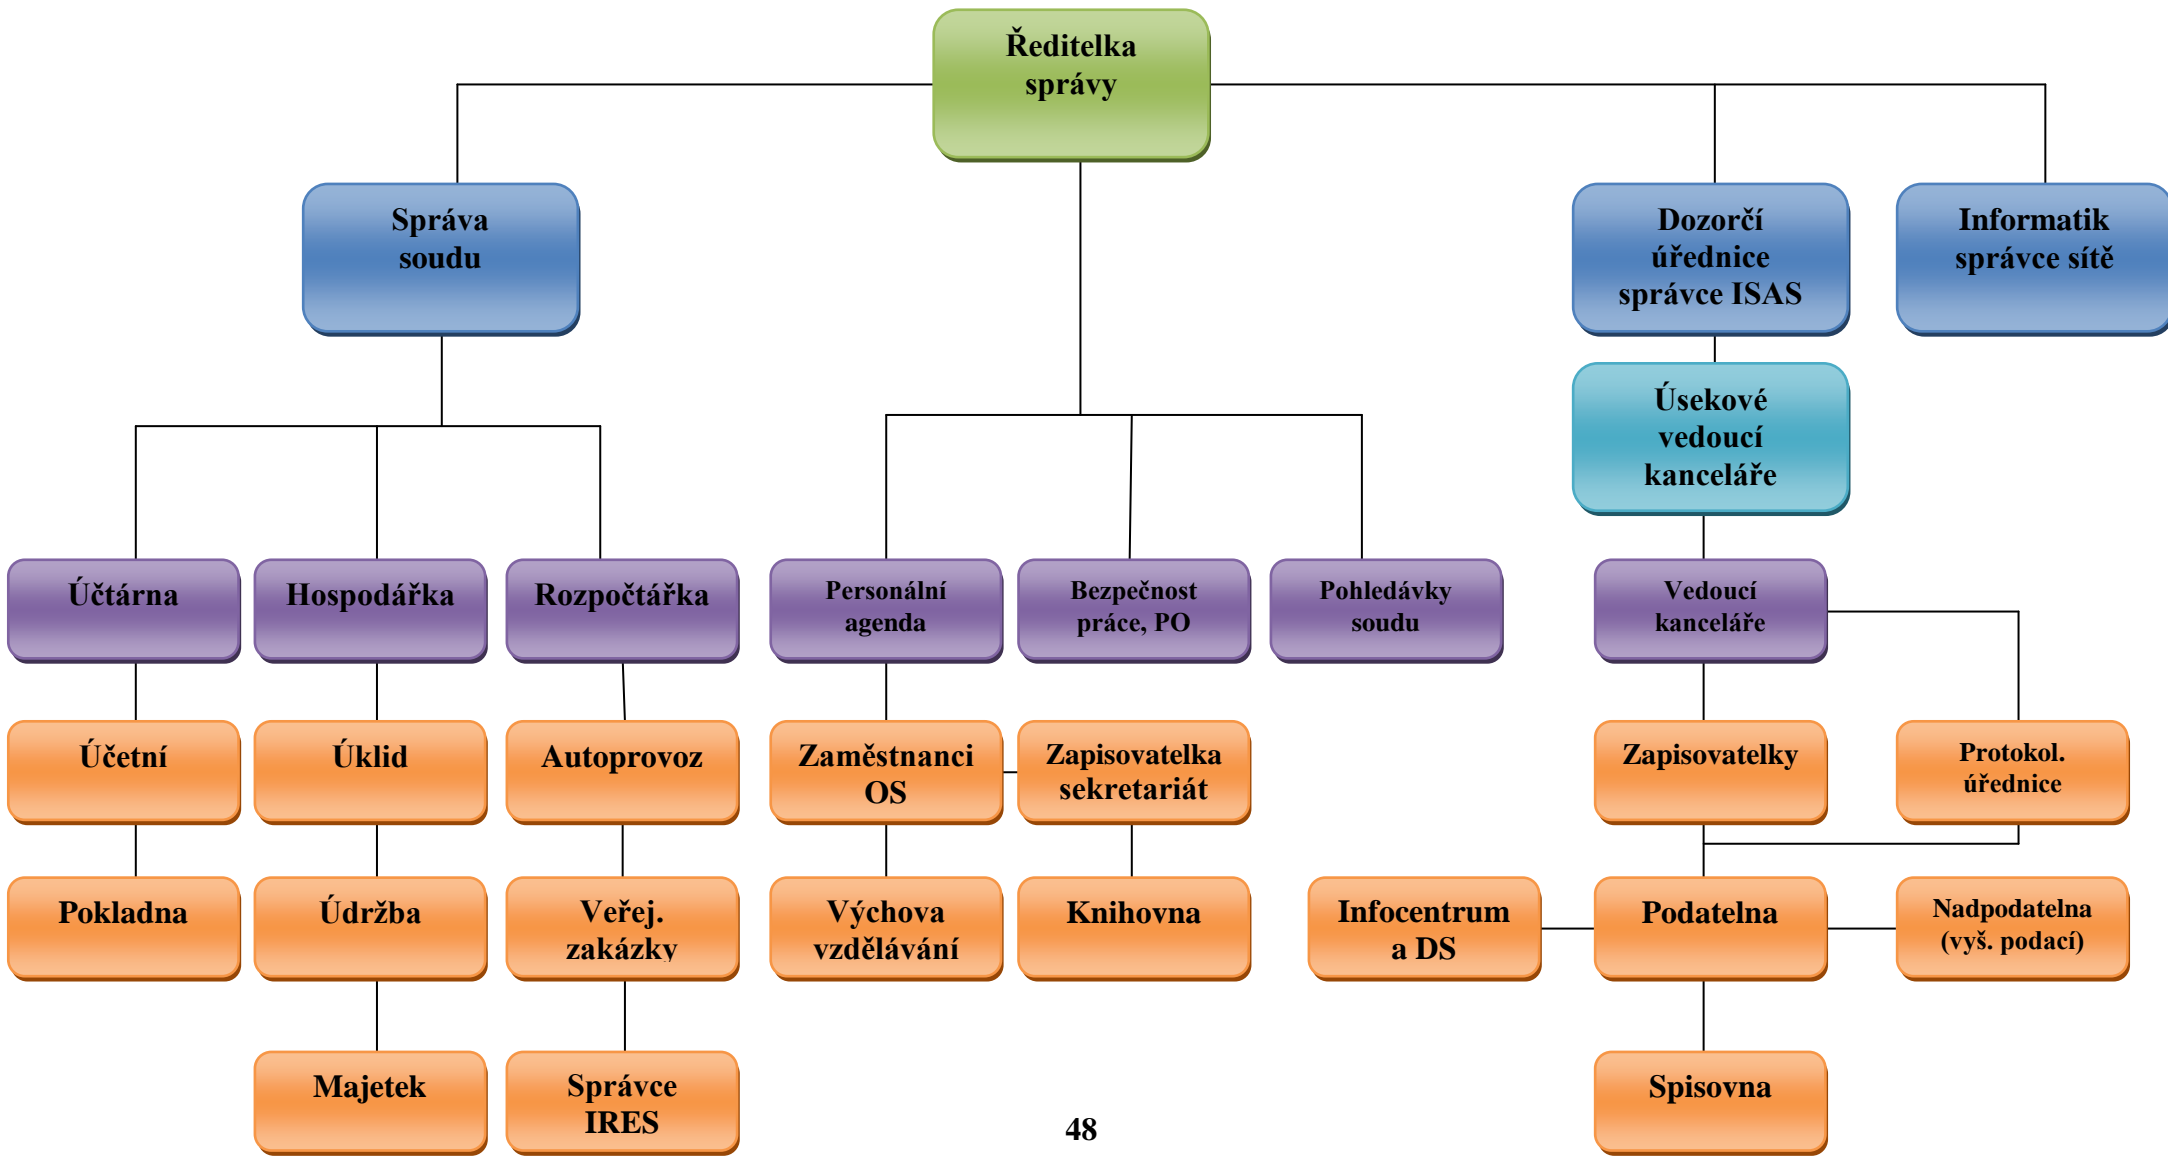 Ředitelka
správy
Správa
soudu
Dozorčí
úřednice
správce ISAS
Informatik
správce sítě
Úsekové
vedoucí
kanceláře
Účtárna
Hospodářka
Rozpočtářka
Personální
agenda
Bezpečnost
práce, PO
Pohledávky
soudu
Vedoucí
kanceláře
Účetní
Úklid
Autoprovoz
Zaměstnanci
OS
Zapisovatelka
sekretariát
Zapisovatelky
Protokol.
úřednice
Pokladna
Údržba
Veřej.
zakázky
Výchova
vzdělávání
Knihovna
Infocentrum
a DS
Podatelna
Nadpodatelna
(vyš. podací)
Majetek
Správce
IRES
Spisovna
48